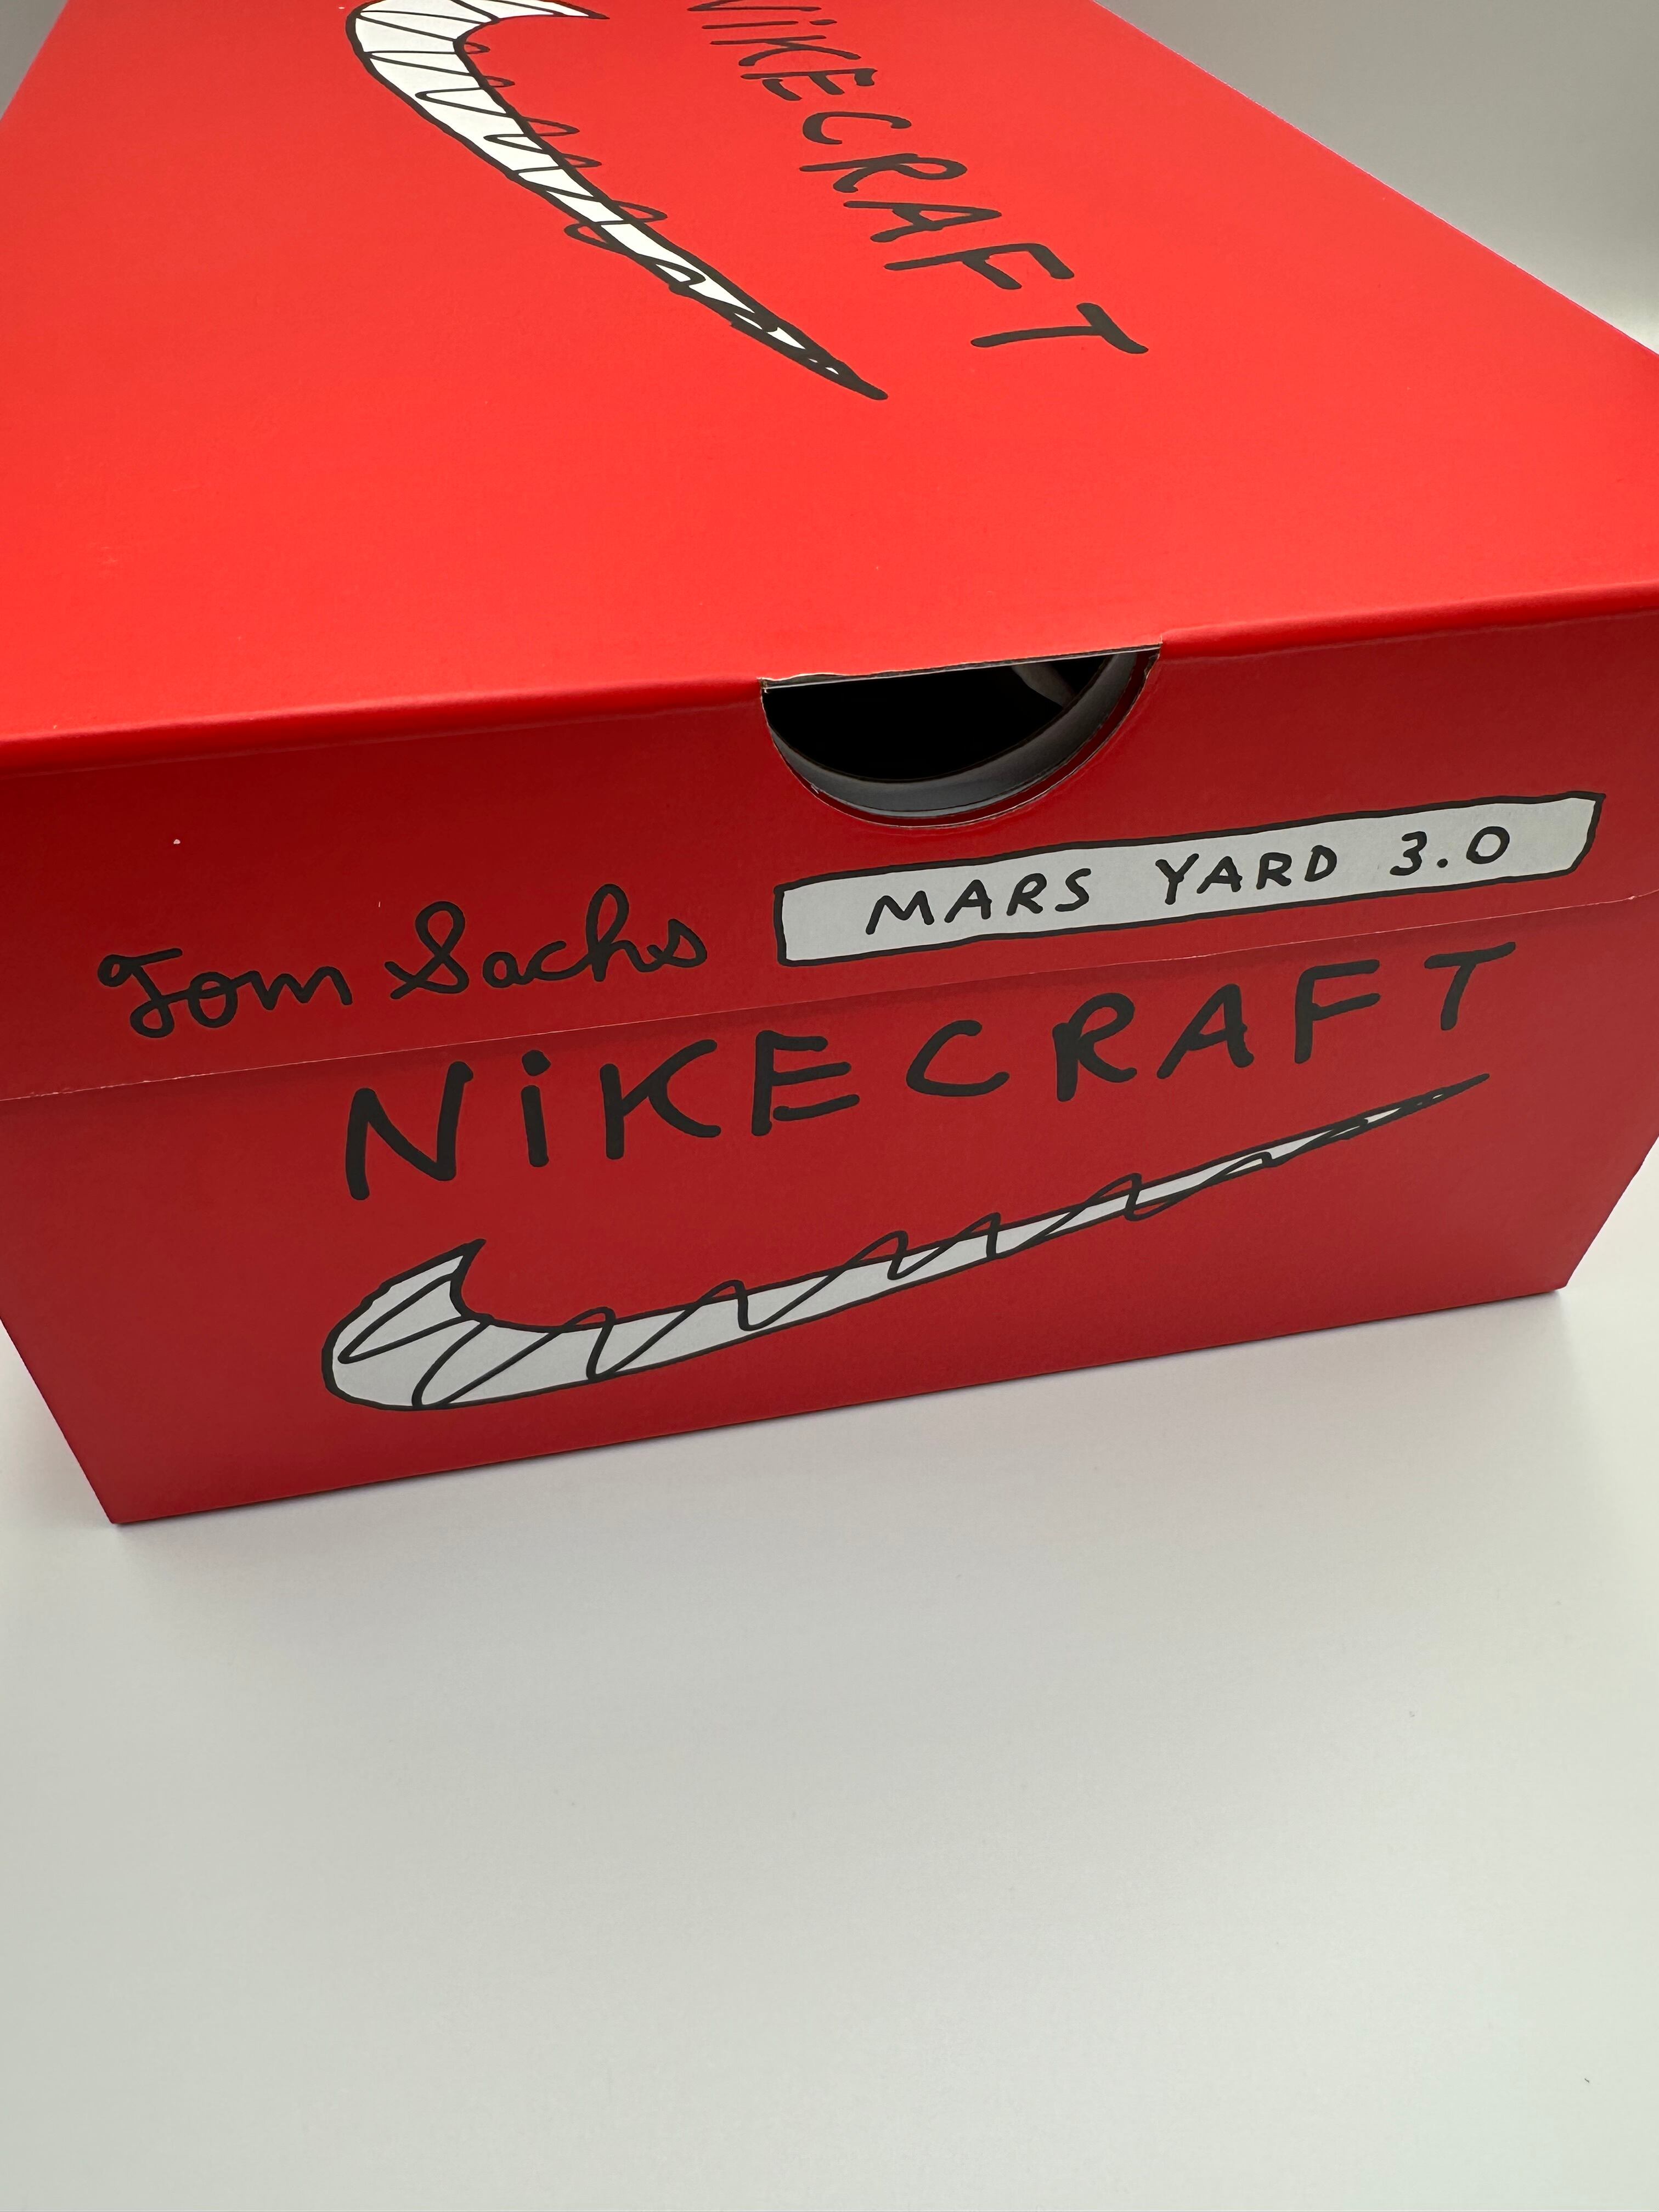 NiKECRAFT
Tom Sachs MARS YARD 3.0
NiKECRAFT